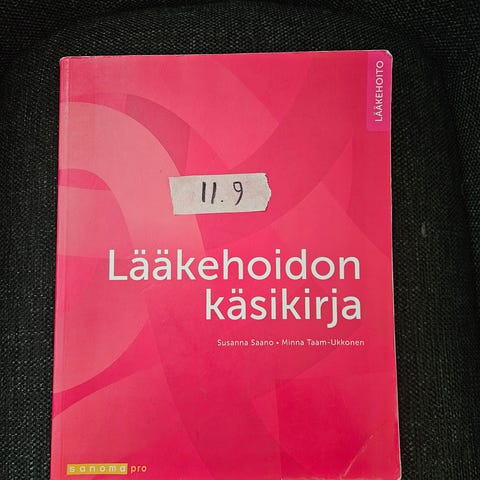 LÄÄKEHOITO
11.9
Lääkehoidon
käsikirja
Susanna Saano • Minna Taam-Ukkonen
sanoma pro